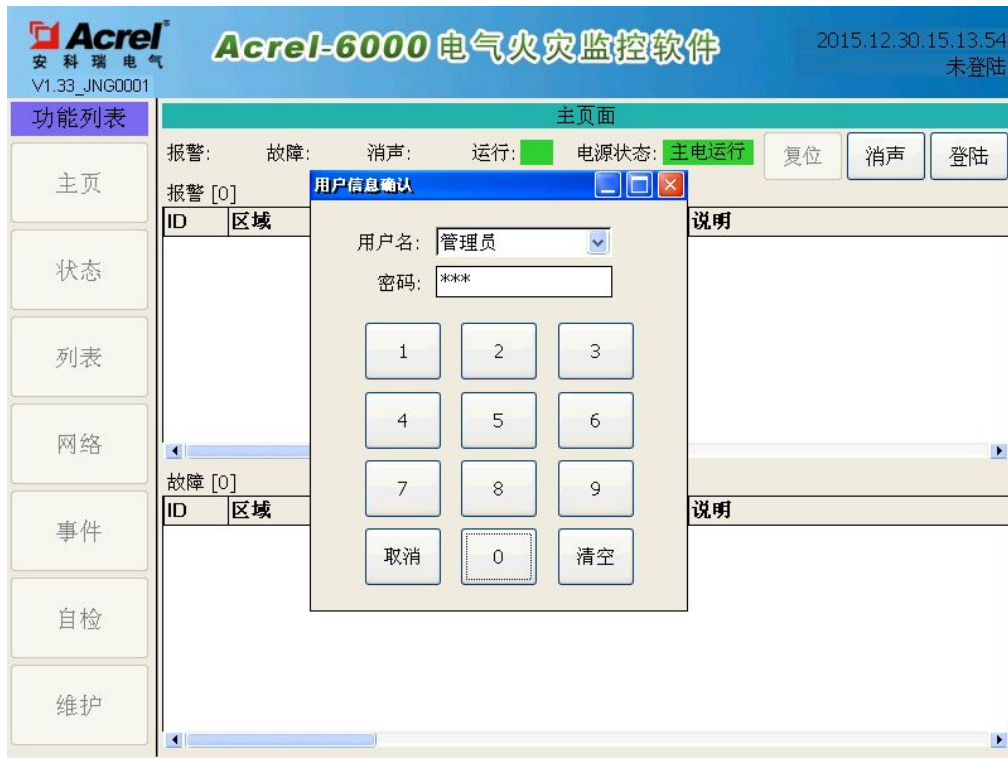 Acrel®
安科瑞电气
V1.33_JNG0001
Acrel-6000 电气火灾监控软件
2015.12.30.15.13.54
未登陆
功能列表
主页面
报警: 故障: 消声: 运行: 电源状态: 主电运行 复位 消声 登陆
主页
状态
列表
网络
事件
自检
维护
报警 [0]
ID 区域 说明
故障 [0]
ID 区域 说明
用户信息确认
用户名: 管理员
密码: ***
1 2 3
4 5 6
7 8 9
取消 0 清空